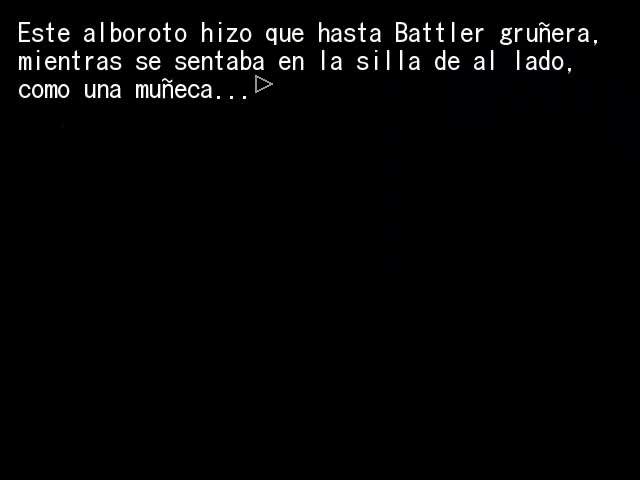 Este alboroto hizo que hasta Battler gruñera,
mientras se sentaba en la silla de al lado,
como una muñeca...